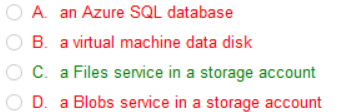 A. an Azure SQL database
B. a virtual machine data disk
C. a Files service in a storage account
D. a Blobs service in a storage account